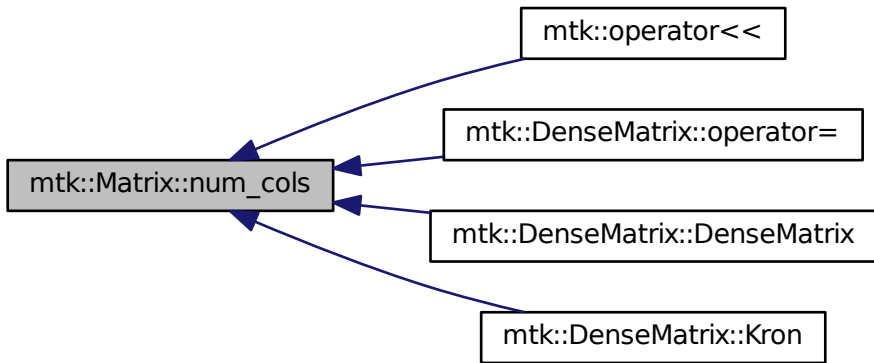 mtk::operator<<
mtk::DenseMatrix::operator=
mtk::Matrix::num_cols
mtk::DenseMatrix::DenseMatrix
mtk::DenseMatrix::Kron